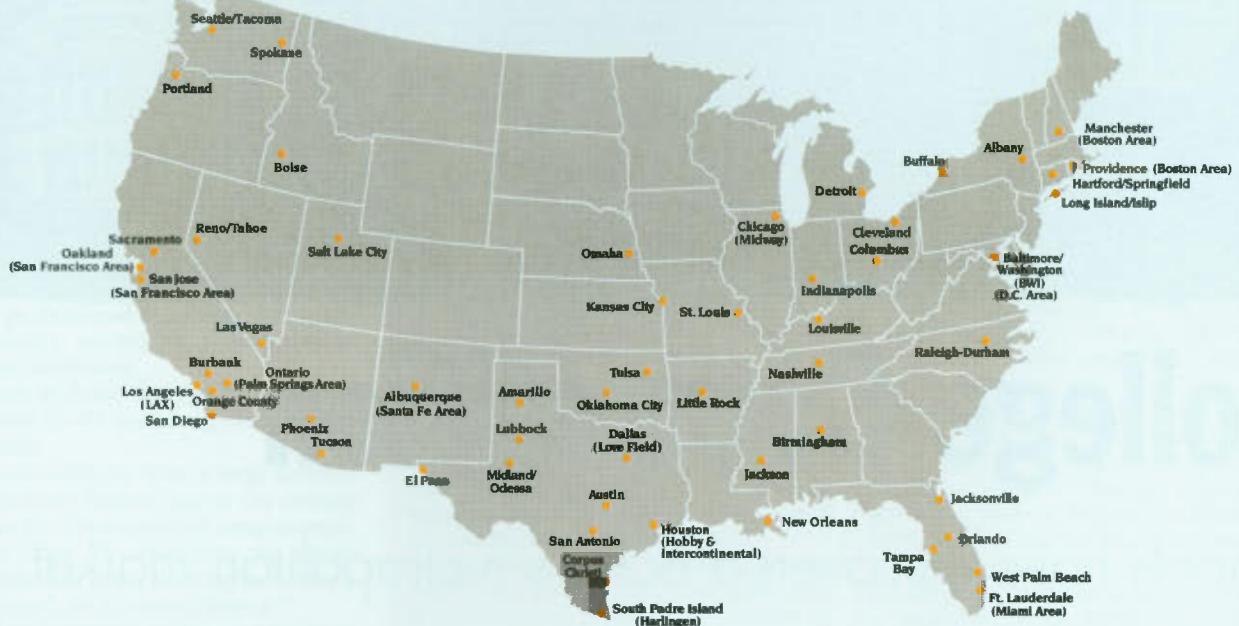 Seattle/Tacoma
Spokane
Portland
Boise
Manchester
(Boston Area)
Albany
Buffalo
Providence (Boston Area)
Hartford/Springfield
Long Island/Islip
Detroit
Chicago
(Midway)
Cleveland
Columbus
Reno/Tahoe
Sacramento
Oakland
(San Francisco Area)
San Jose
(San Francisco Area)
Salt Lake City
Omaha
Baltimore/
Washington
(BWI)
(D.C. Area)
Indianapolis
Kansas City
St. Louis
Louisville
Las Vegas
Raleigh-Durham
Burbank
Ontario
(Palm Springs Area)
Los Angeles
(LAX)
Orange County
San Diego
Nashville
Tulsa
Albuquerque
(Santa Fe Area)
Amarillo
Oklahoma City
Little Rock
Phoenix
Tucson
Lubbock
Dallas
(Love Field)
Birmingham
El Paso
Midland/
Odessa
Jackson
Austin
Jacksonville
San Antonio
Houston
(Hobby &
Intercontinental)
New Orleans
Orlando
Tampa
Bay
Corpus
Christi
West Palm Beach
Ft. Lauderdale
(Miami Area)
South Padre Island
(Harlingen)